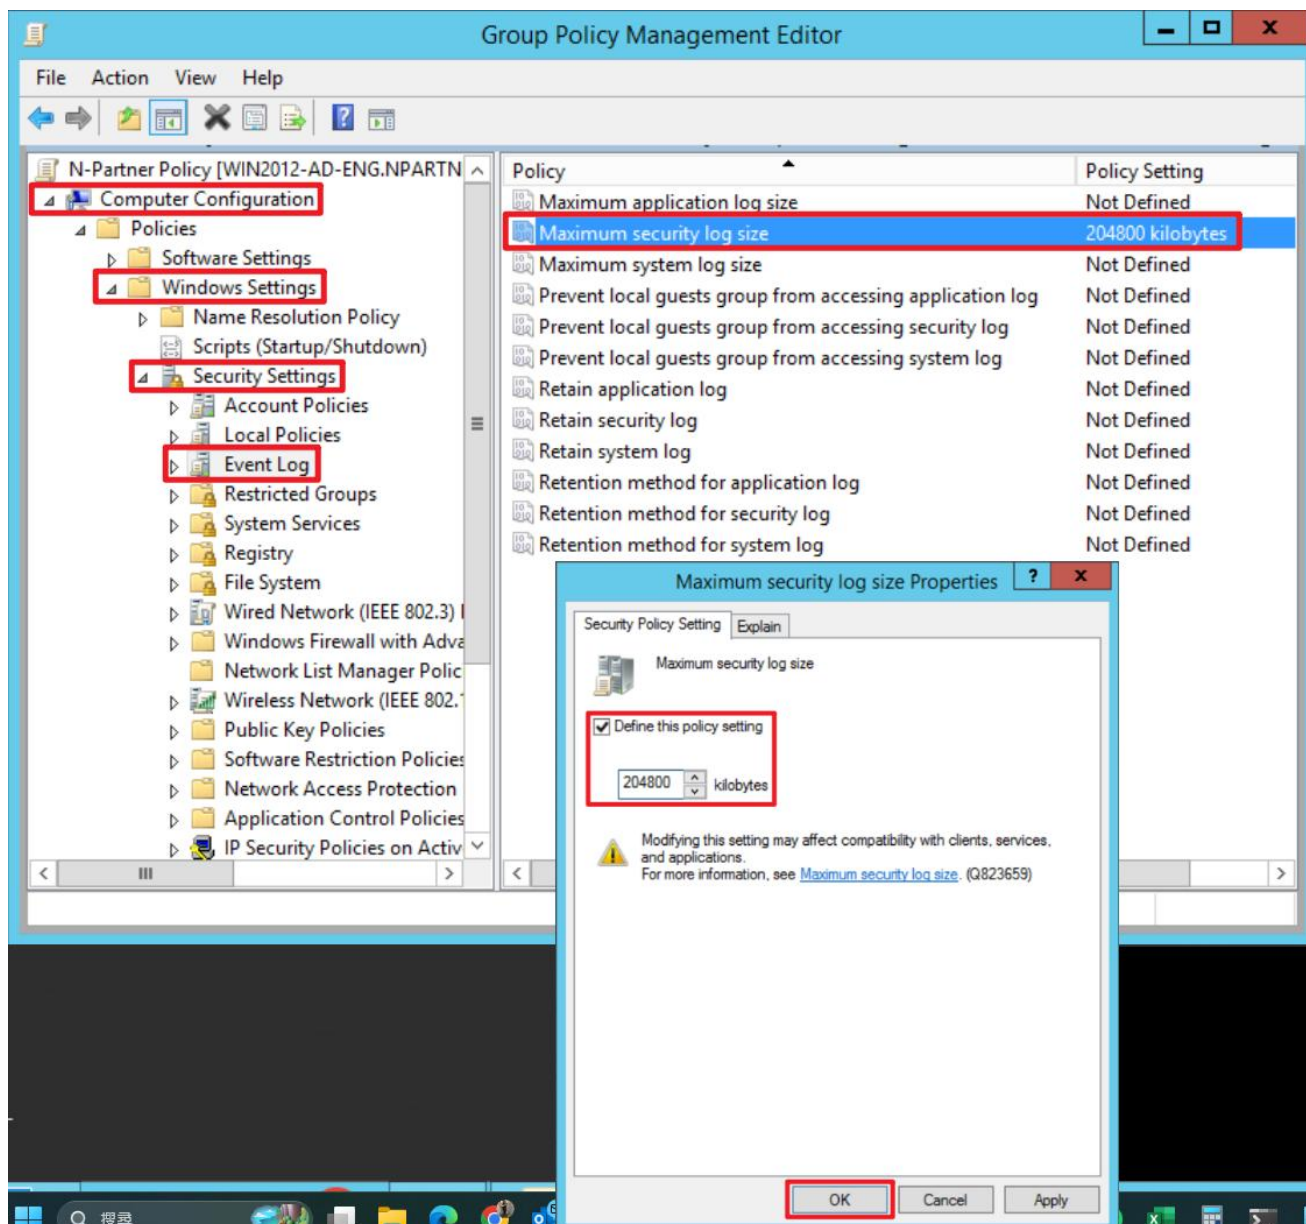 Group Policy Management Editor
File Action View Help
N-Partner Policy [WIN2012-AD-ENG.NPARTN
Computer Configuration
Policies
Software Settings
Windows Settings
Name Resolution Policy
Scripts (Startup/Shutdown)
Security Settings
Account Policies
Local Policies
Event Log
Restricted Groups
System Services
Registry
File System
Wired Network (IEEE 802.3)
Windows Firewall with Adva
Network List Manager Polic
Wireless Network (IEEE 802.1
Public Key Policies
Software Restriction Policies
Network Access Protection
Application Control Policies
IP Security Policies on Activ
Policy Policy Setting
Maximum application log size Not Defined
Maximum security log size 204800 kilobytes
Maximum system log size Not Defined
Prevent local guests group from accessing application log Not Defined
Prevent local guests group from accessing security log Not Defined
Prevent local guests group from accessing system log Not Defined
Retain application log Not Defined
Retain security log Not Defined
Retain system log Not Defined
Retention method for application log Not Defined
Retention method for security log Not Defined
Retention method for system log Not Defined
Maximum security log size Properties
Security Policy Setting Explain
Maximum security log size
Define this policy setting
204800 kilobytes
Modifying this setting may affect compatibility with clients, services,
and applications.
For more information, see Maximum security log size. (Q823659)
OK Cancel Apply
搜尋